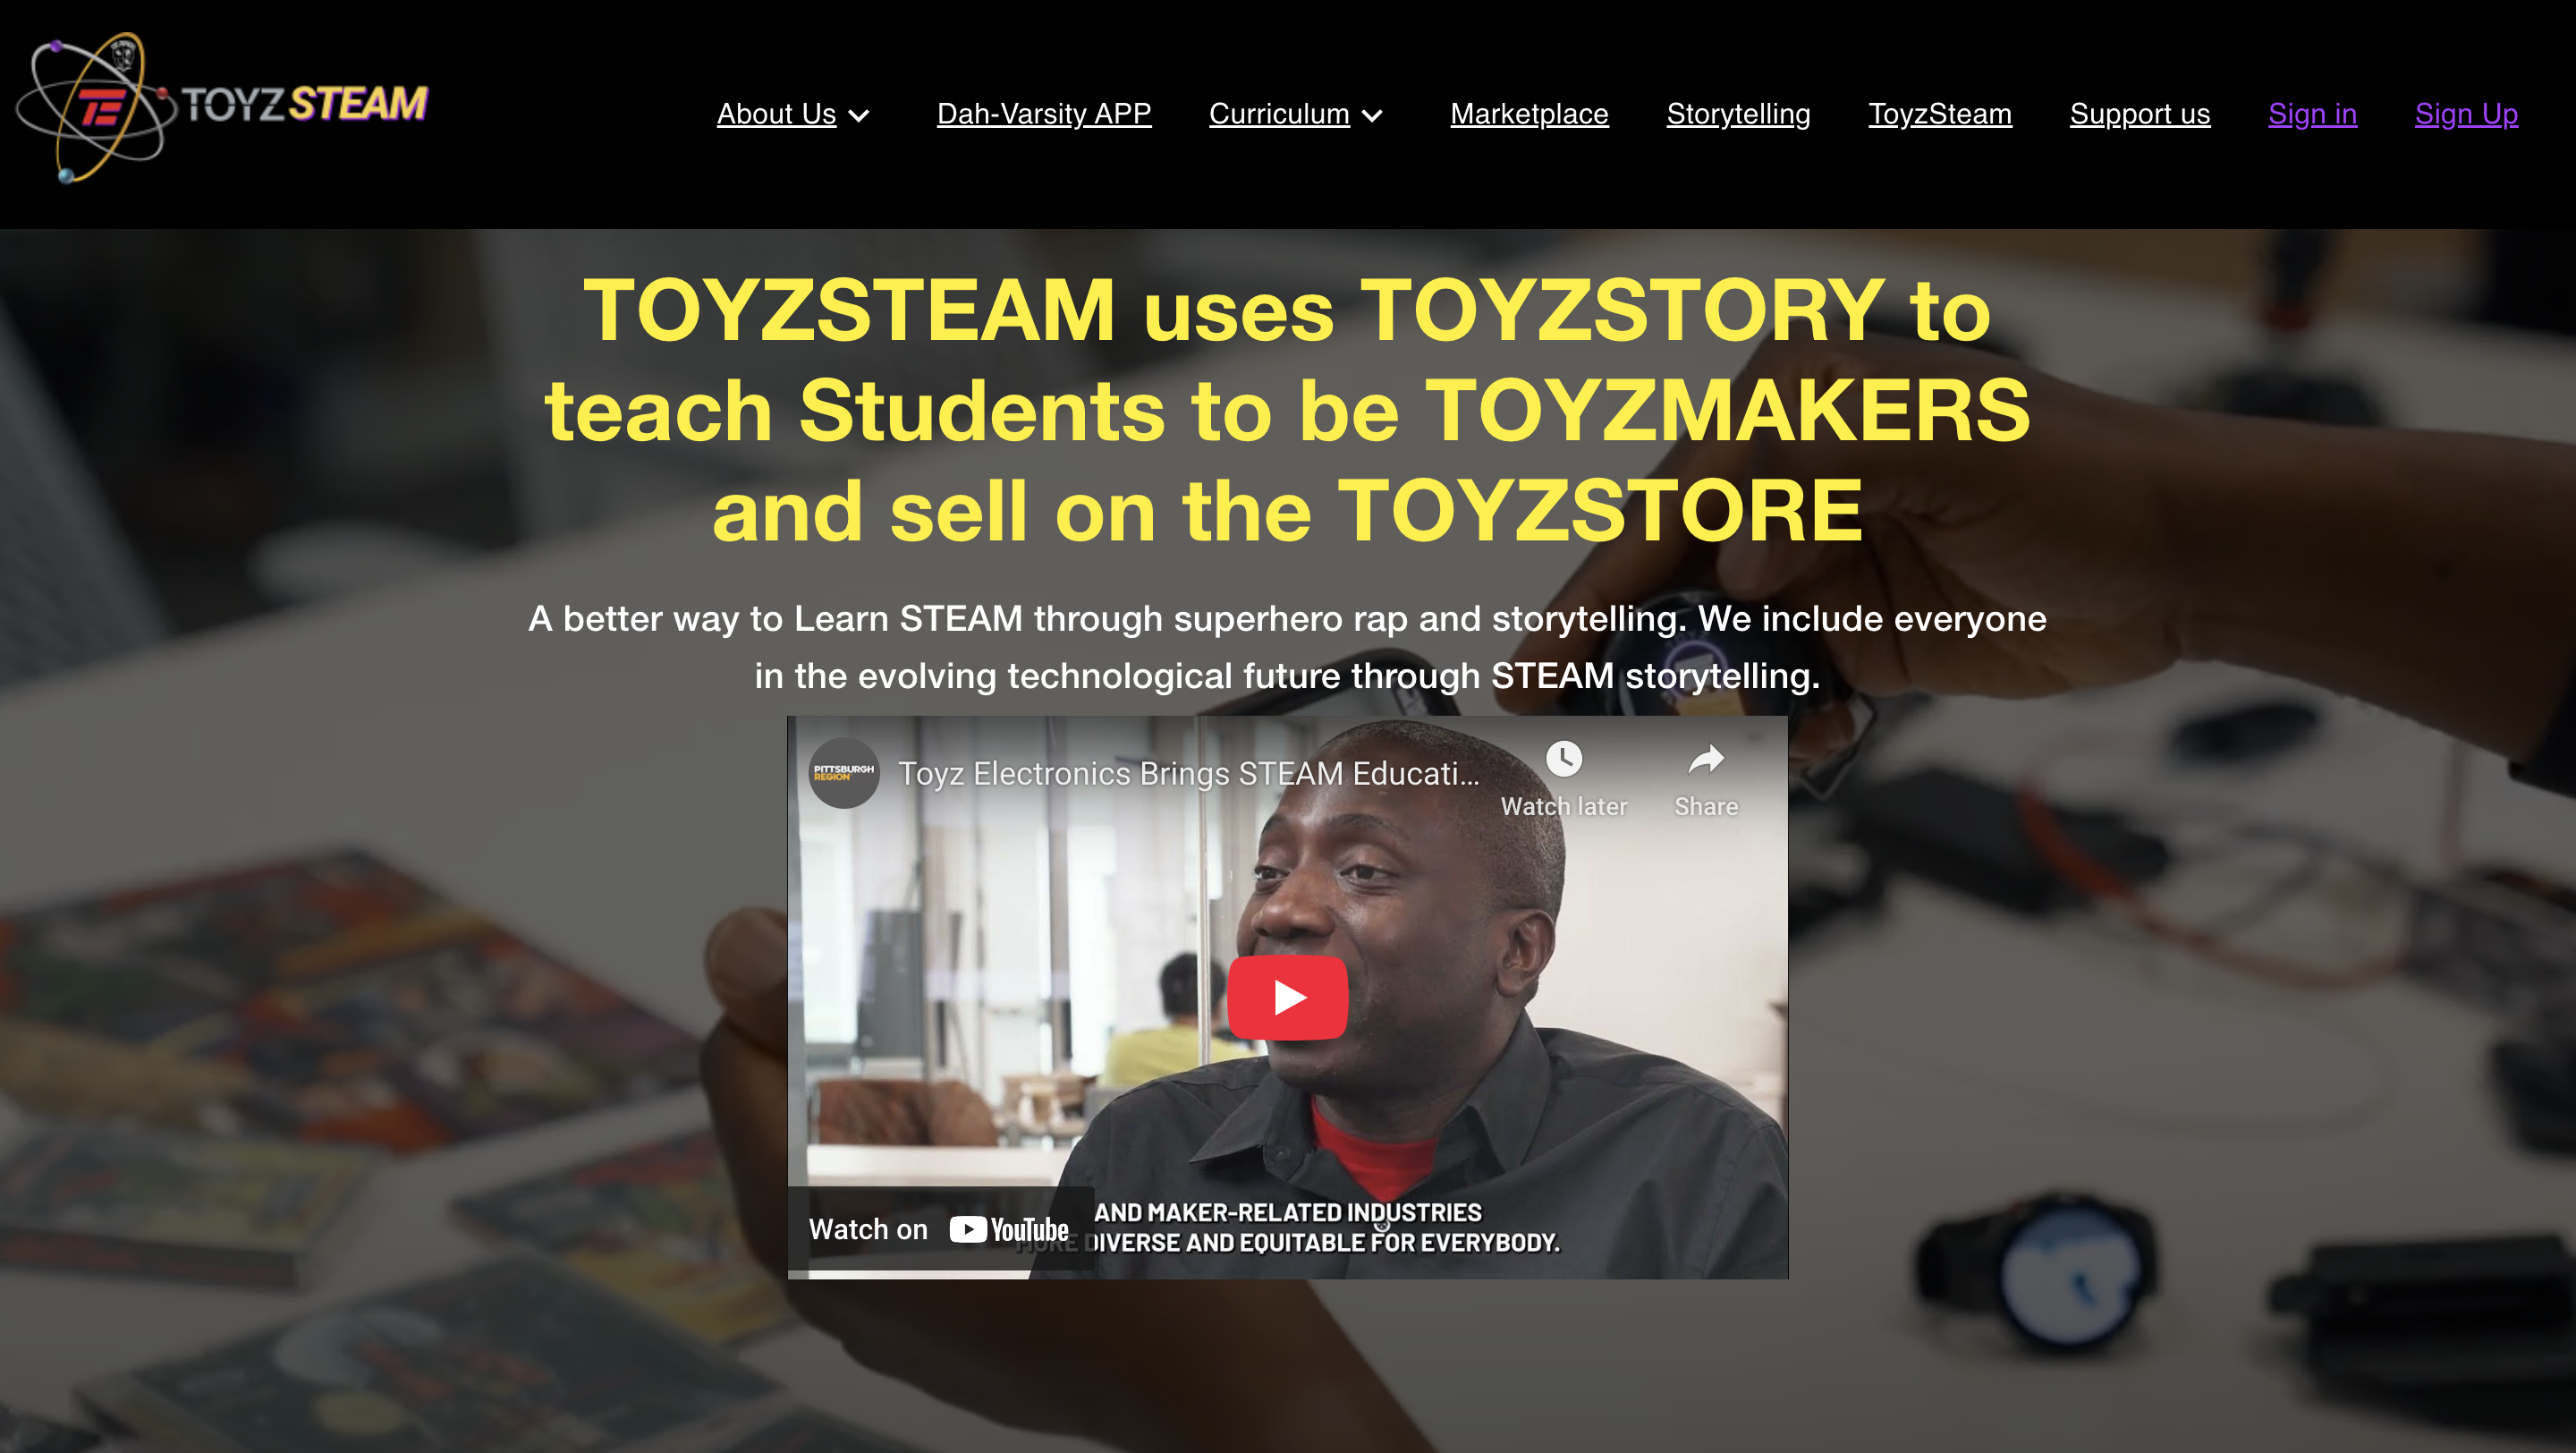 TE TOYZ STEAM
About Us
Dah-Varsity APP
Curriculum
Marketplace
Storytelling
ToyzSteam
Support us
Sign in
Sign Up
TOYZSTEAM uses TOYZSTORY to
teach Students to be TOYZMAKERS
and sell on the TOYZSTORE
A better way to Learn STEAM through superhero rap and storytelling. We include everyone
in the evolving technological future through STEAM storytelling.
PITTSBURGH
REGION
Toyz Electronics Brings STEAM Educati...
Watch later
Share
AND MAKER-RELATED INDUSTRIES
MORE DIVERSE AND EQUITABLE FOR EVERYBODY.
Watch on YouTube